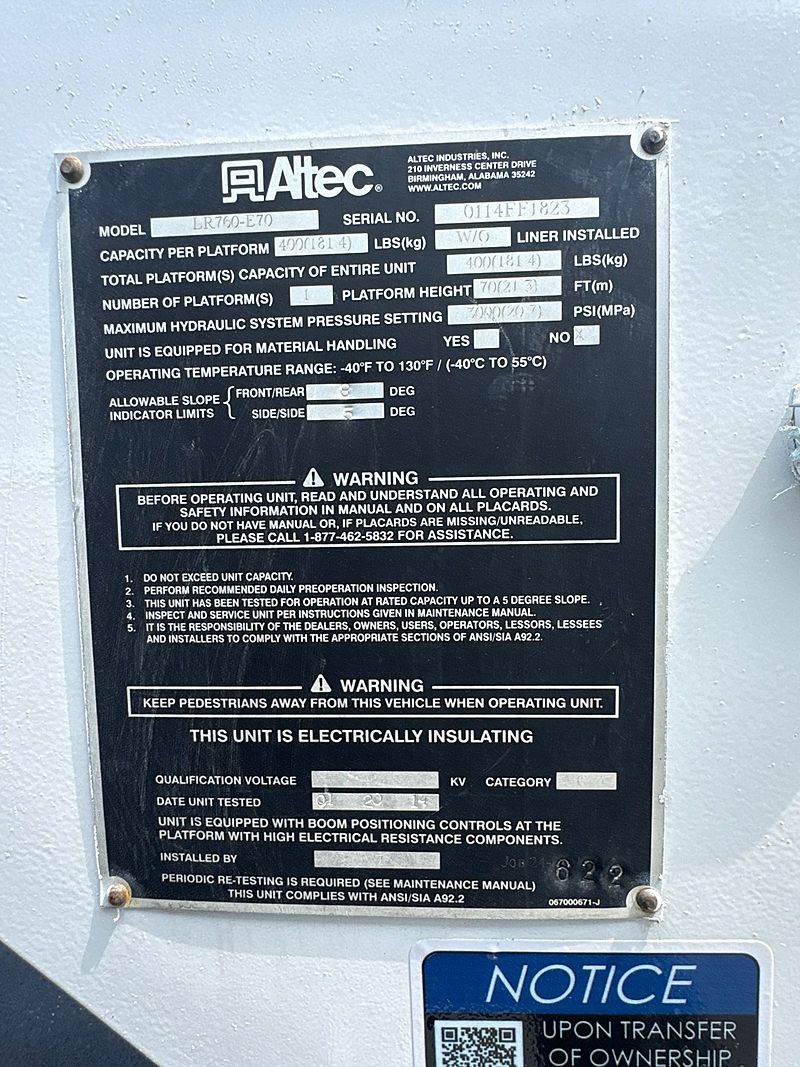 Altec®
ALTEC INDUSTRIES, INC.
210 INVERNESS CENTER DRIVE
BIRMINGHAM, ALABAMA 35242
WWW.ALTEC.COM
MODEL LR760-E70 SERIAL NO. 0114FF1823
CAPACITY PER PLATFORM 400(181.4) LBS(kg) W/O LINER INSTALLED
TOTAL PLATFORM(S) CAPACITY OF ENTIRE UNIT 400(181.4) LBS(kg)
NUMBER OF PLATFORM(S) 1 PLATFORM HEIGHT 70(21.3) FT(m)
MAXIMUM HYDRAULIC SYSTEM PRESSURE SETTING 3000(20.7) PSI(MPa)
UNIT IS EQUIPPED FOR MATERIAL HANDLING YES NO X
OPERATING TEMPERATURE RANGE: -40°F TO 130°F / (-40°C TO 55°C)
ALLOWABLE SLOPE INDICATOR LIMITS { FRONT/REAR DEG
SIDE/SIDE 5 DEG
⚠ WARNING
BEFORE OPERATING UNIT, READ AND UNDERSTAND ALL OPERATING AND
SAFETY INFORMATION IN MANUAL AND ON ALL PLACARDS.
IF YOU DO NOT HAVE MANUAL OR, IF PLACARDS ARE MISSING/UNREADABLE,
PLEASE CALL 1-877-462-5832 FOR ASSISTANCE.
1. DO NOT EXCEED UNIT CAPACITY.
2. PERFORM RECOMMENDED DAILY PREOPERATION INSPECTION.
3. THIS UNIT HAS BEEN TESTED FOR OPERATION AT RATED CAPACITY UP TO A 5 DEGREE SLOPE.
4. INSPECT AND SERVICE UNIT PER INSTRUCTIONS GIVEN IN MAINTENANCE MANUAL.
5. IT IS THE RESPONSIBILITY OF THE DEALERS, OWNERS, USERS, OPERATORS, LESSORS, LESSEES
AND INSTALLERS TO COMPLY WITH THE APPROPRIATE SECTIONS OF ANSI/SIA A92.2.
⚠ WARNING
KEEP PEDESTRIANS AWAY FROM THIS VEHICLE WHEN OPERATING UNIT.
THIS UNIT IS ELECTRICALLY INSULATING
QUALIFICATION VOLTAGE KV CATEGORY
DATE UNIT TESTED 01 20 14
UNIT IS EQUIPPED WITH BOOM POSITIONING CONTROLS AT THE
PLATFORM WITH HIGH ELECTRICAL RESISTANCE COMPONENTS.
INSTALLED BY
622
PERIODIC RE-TESTING IS REQUIRED (SEE MAINTENANCE MANUAL)
THIS UNIT COMPLIES WITH ANSI/SIA A92.2
067000671-J
NOTICE
UPON TRANSFER
OF OWNERSHIP